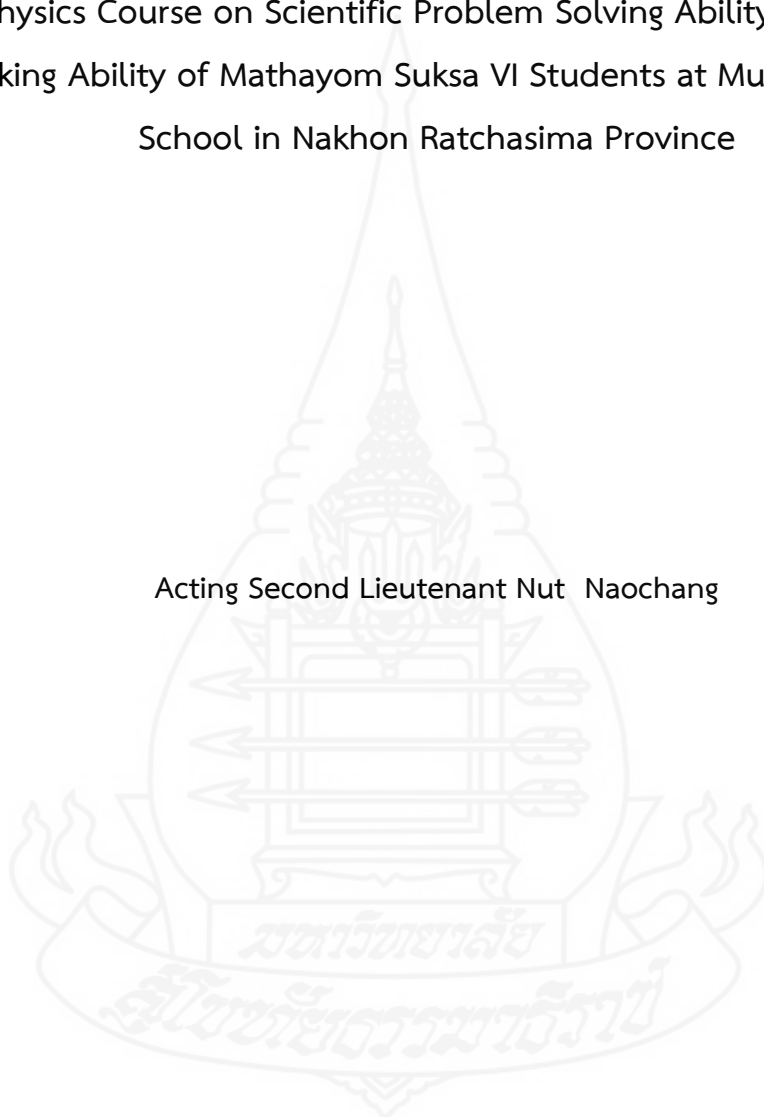 hysics Course on Scientific Problem Solving Ability
king Ability of Mathayom Suksa VI Students at Mu
School in Nakhon Ratchasima Province
Acting Second Lieutenant Nut Naochang
มหาวิทยาลัย
สุโขทัยธรรมาธิราช